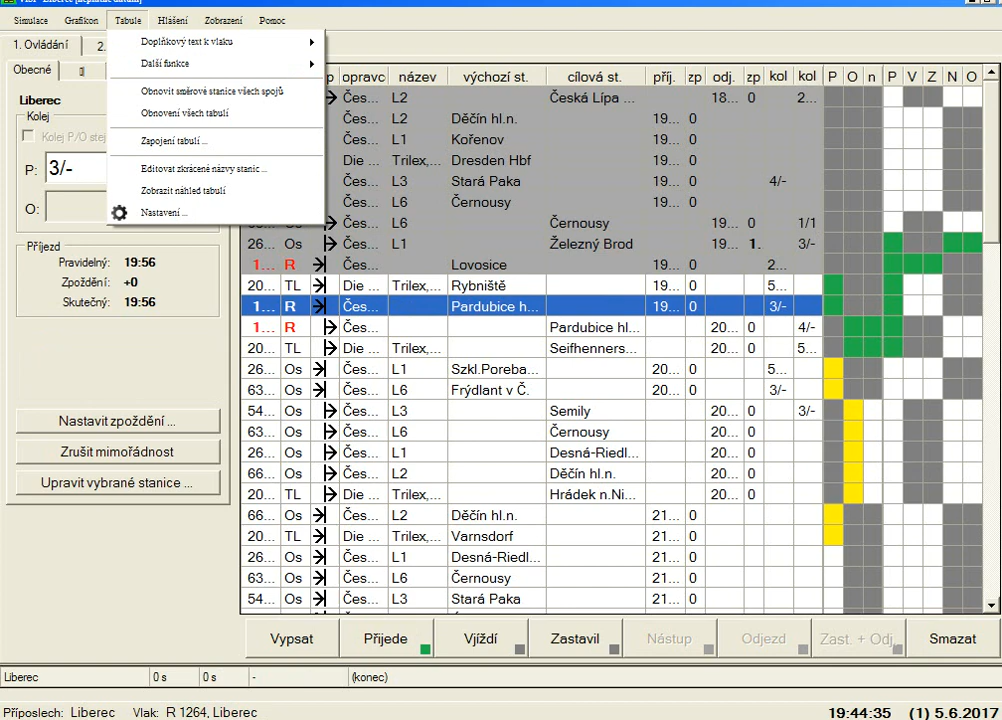 Simulace Grafikon Tabule Hlášení Zobrazení Pomoc
1. Ovládání 2.
Doplňkový text k vlaku
Další funkce
Obnovit směrové stanice všech spojů
Obnovení všech tabulí
Zapojení tabulí ...
Editovat zkrácené názvy stanic ...
Zobrazit náhled tabulí
Nastavení ...
Obecné
Liberec
Kolej
Kolej P/O stej
P: 3/-
O:
Příjezd
Pravidelný: 19:56
Zpoždění: +0
Skutečný: 19:56
Nastavit zpoždění ...
Zrušit mimořádnost
Upravit vybrané stanice ...
p opravc název výchozí st. cílová st. příj. zp odj. zp kol kol P O n P V Z N O
Čes... L2 Česká Lípa ... 18... 0 2...
Čes... L2 Děčín hl.n. 19... 0
Čes... L1 Kořenov 19... 0
Die ... Trilex,... Dresden Hbf 19... 0
Čes... L3 Stará Paka 19... 0 4/-
Čes... L6 Černousy 19... 0
Os Čes... L6 Černousy 19... 0 1/1
26... Os Čes... L1 Železný Brod 19... 1. 3/-
1... R Čes... Lovosice 19... 0 2...
20... TL Die ... Trilex,... Rybniště 19... 0 5...
1... R Čes... Pardubice h... 19... 0 3/-
1... R Čes... Pardubice hl... 20... 0 4/-
20... TL Die ... Trilex,... Seifhenners... 20... 0 5...
26... Os Čes... L1 Szkl.Poreba... 20... 0 5...
63... Os Čes... L6 Frýdlant v Č. 20... 0 3/-
54... Os Čes... L3 Semily 20... 0 3/-
63... Os Čes... L6 Černousy 20... 0
26... Os Čes... L1 Desná-Riedl... 20... 0
66... Os Čes... L2 Děčín hl.n. 20... 0
20... TL Die ... Trilex,... Hrádek n.Ni... 20... 0
66... Os Čes... L2 Děčín hl.n. 21... 0
20... TL Die ... Trilex,... Varnsdorf 21... 0
26... Os Čes... L1 Desná-Riedl... 21... 0
63... Os Čes... L6 Černousy 21... 0
54... Os Čes... L3 Stará Paka 21... 0
Vypsat Přijede Vjíždí Zastavil Nástup Odjezd Zast. + Odj. Smazat
Liberec 0 s 0 s - (konec)
Příposlech: Liberec Vlak: R 1264, Liberec 19:44:35 (1) 5.6.2017